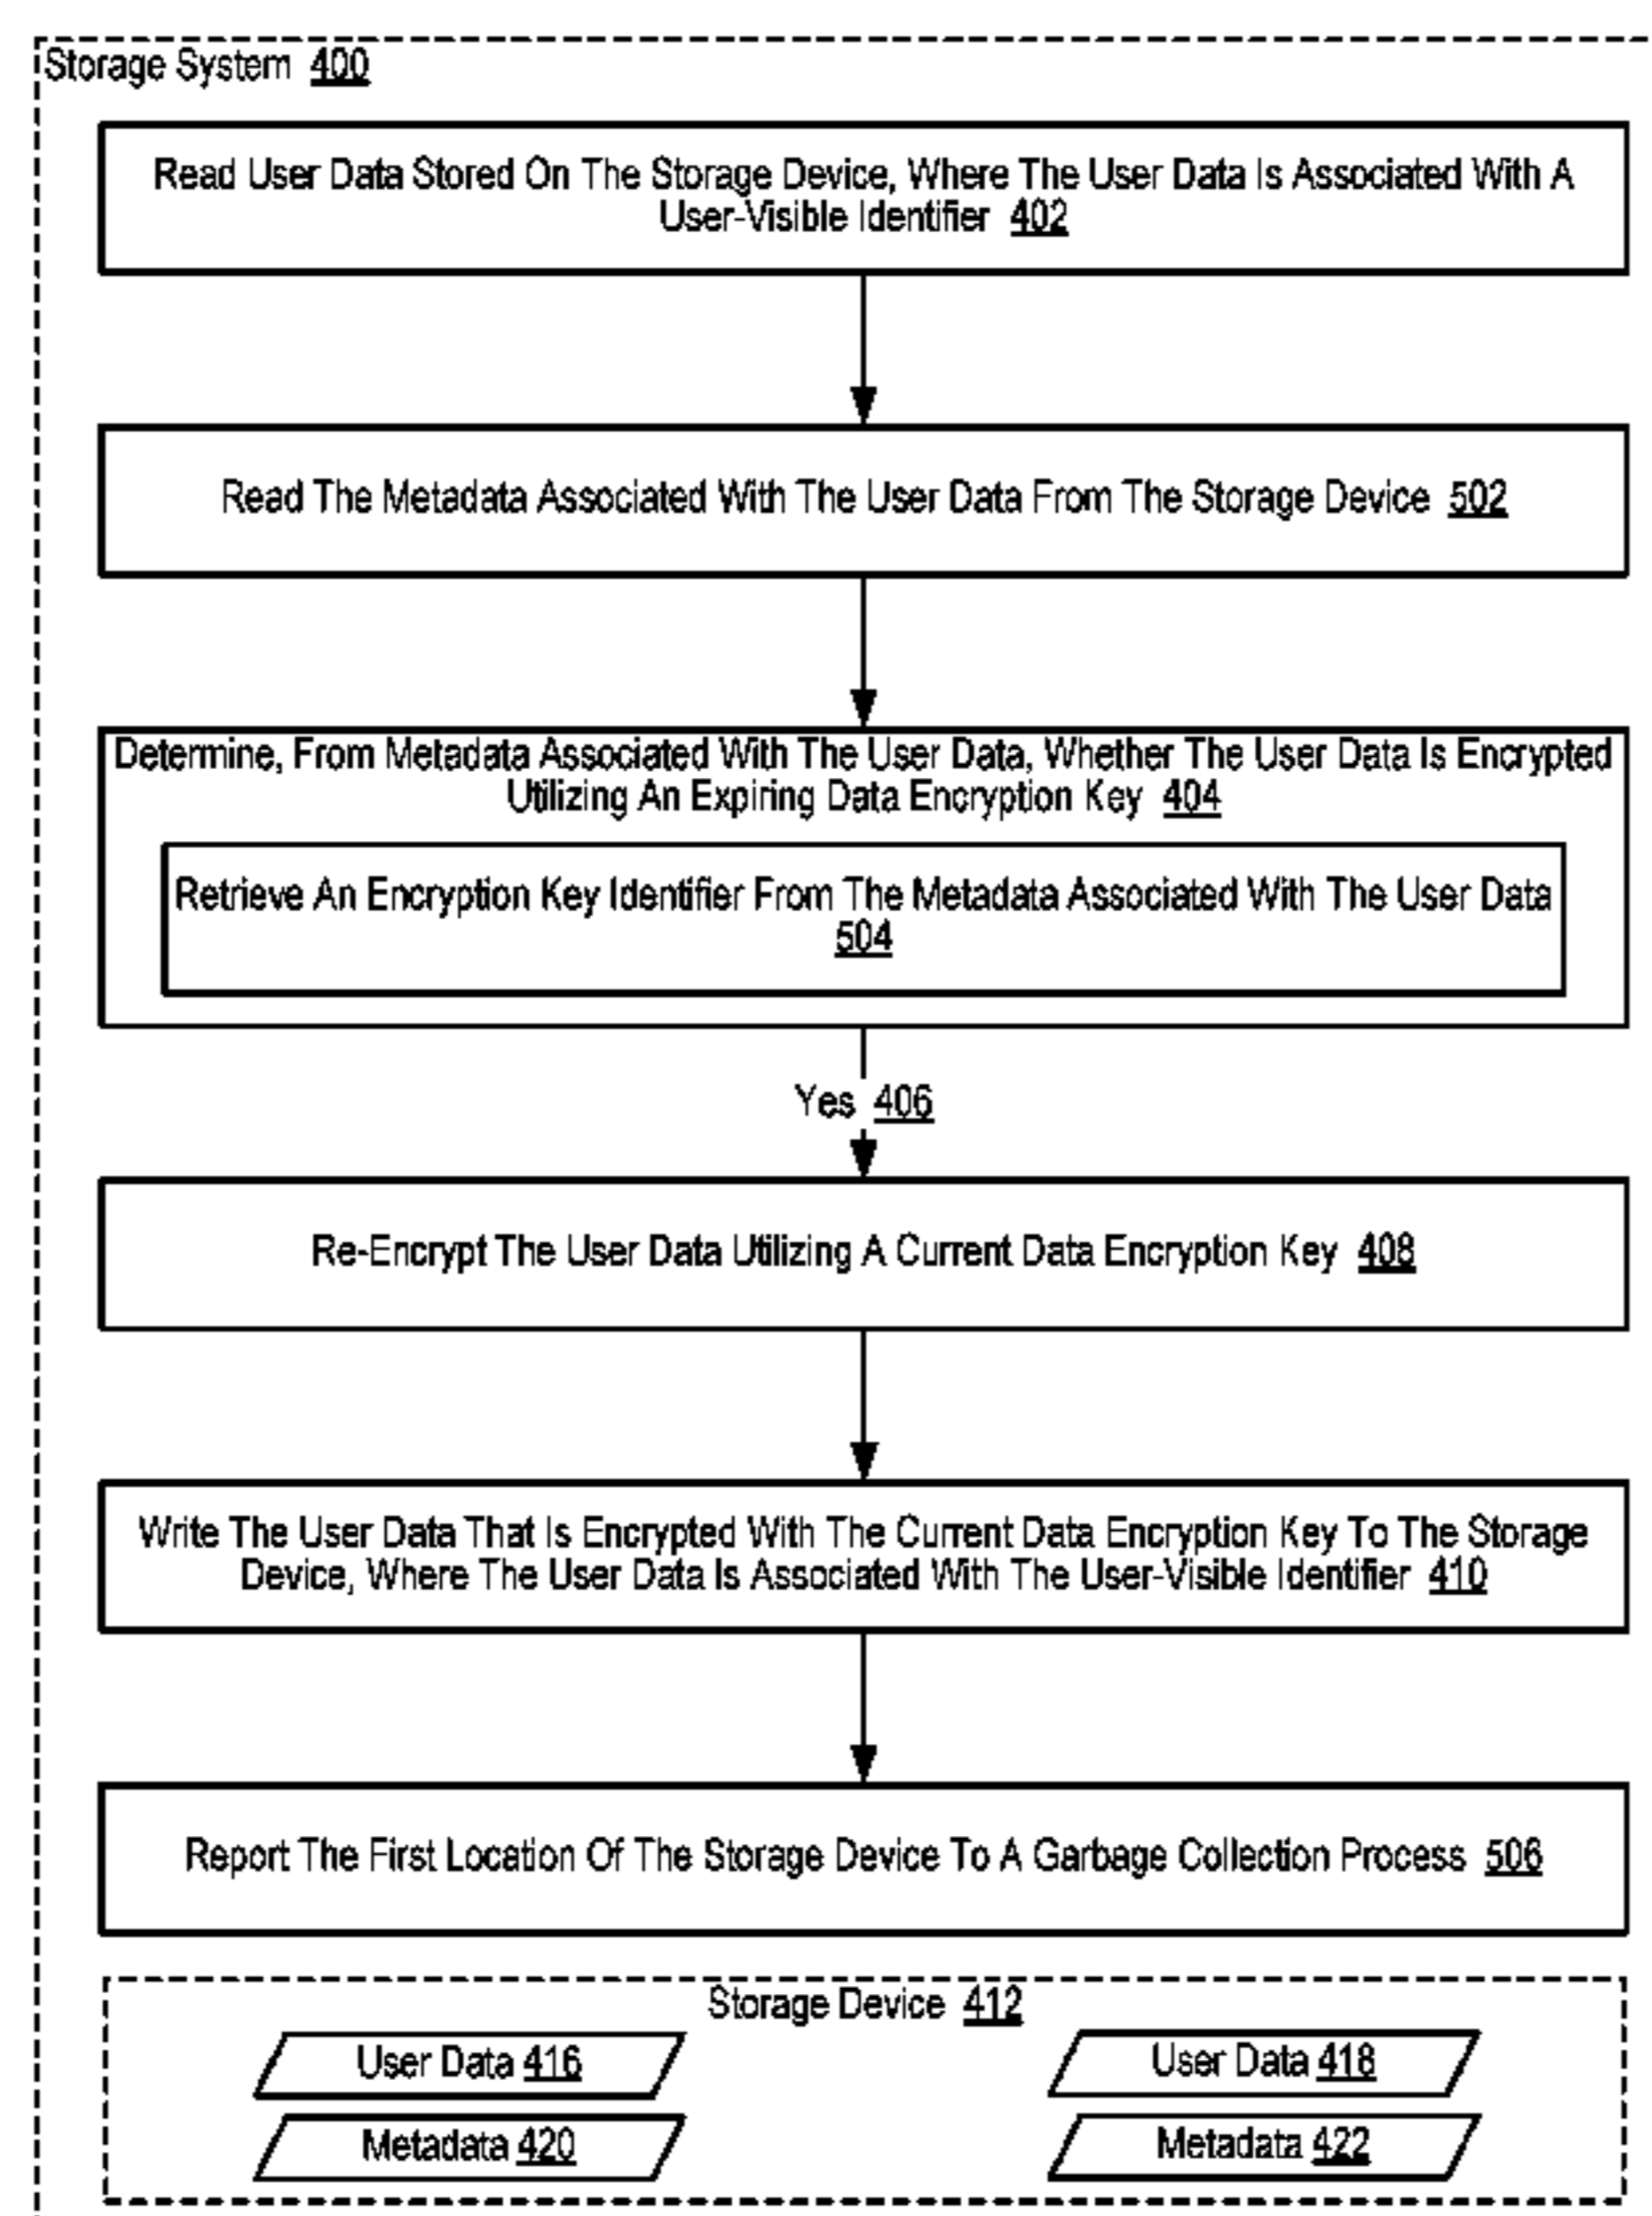 Storage System 400
Read User Data Stored On The Storage Device, Where The User Data Is Associated With A
User-Visible Identifier 402
Read The Metadata Associated With The User Data From The Storage Device 502
Determine, From Metadata Associated With The User Data, Whether The User Data Is Encrypted
Utilizing An Expiring Data Encryption Key 404
Retrieve An Encryption Key Identifier From The Metadata Associated With The User Data
504
Yes 406
Re-Encrypt The User Data Utilizing A Current Data Encryption Key 408
Write The User Data That Is Encrypted With The Current Data Encryption Key To The Storage
Device, Where The User Data Is Associated With The User-Visible Identifier 410
Report The First Location Of The Storage Device To A Garbage Collection Process 506
Storage Device 412
User Data 416
User Data 418
Metadata 420
Metadata 422